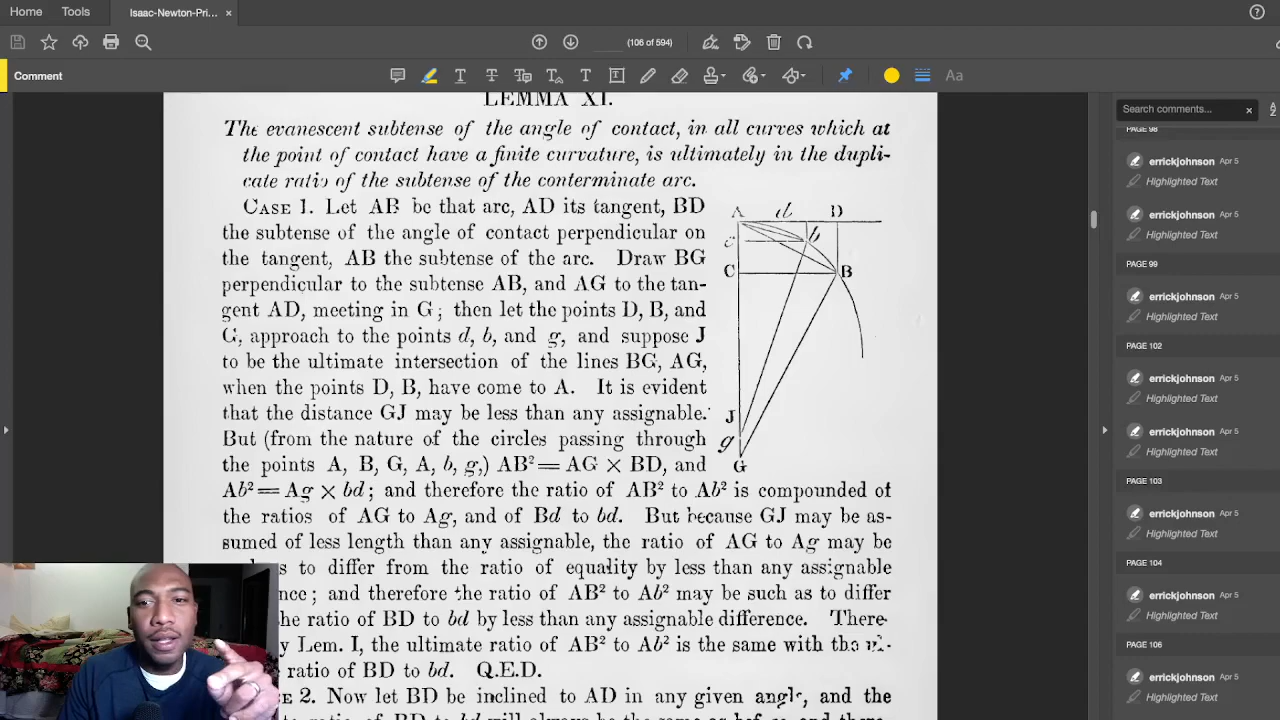 Home Tools Isaac-Newton-Pri... ×
(106 of 594)
Comment
Aa
Search comments... ×
PAGE 98
errickjohnson Apr 5
Highlighted Text
errickjohnson Apr 5
Highlighted Text
PAGE 99
errickjohnson Apr 5
Highlighted Text
PAGE 102
errickjohnson Apr 5
Highlighted Text
errickjohnson Apr 5
Highlighted Text
PAGE 103
errickjohnson Apr 5
Highlighted Text
PAGE 104
errickjohnson Apr 5
Highlighted Text
PAGE 106
errickjohnson Apr 5
Highlighted Text
LEMMA XI.
The evanescent subtense of the angle of contact, in all curves which at
the point of contact have a finite curvature, is ultimately in the dupli-
cate ratio of the subtense of the conterminate arc.
CASE 1. Let AB be that arc, AD its tangent, BD
the subtense of the angle of contact perpendicular on
the tangent, AB the subtense of the arc. Draw BG
perpendicular to the subtense AB, and AG to the tan-
gent AD, meeting in G; then let the points D, B, and
G, approach to the points d, b, and g, and suppose J
to be the ultimate intersection of the lines BG, AG,
when the points D, B, have come to A. It is evident
that the distance GJ may be less than any assignable.
But (from the nature of the circles passing through
the points A, B, G, A, b, g,) AB²=AG × BD, and
Ab²=Ag × bd; and therefore the ratio of AB² to Ab² is compounded of
the ratios of AG to Ag, and of Bd to bd. But because GJ may be as-
sumed of less length than any assignable, the ratio of AG to Ag may be
to differ from the ratio of equality by less than any assignable
; and therefore the ratio of AB² to Ab² may be such as to differ
ratio of BD to bd by less than any assignable difference. There-
Lem. I, the ultimate ratio of AB² to Ab² is the same with the
ratio of BD to bd. Q.E.D.
2. Now let BD be inclined to AD in any given angle, and the
ratio of BD to bd will always be the same as before, and there-
A d D
c b
C B
J
g
G